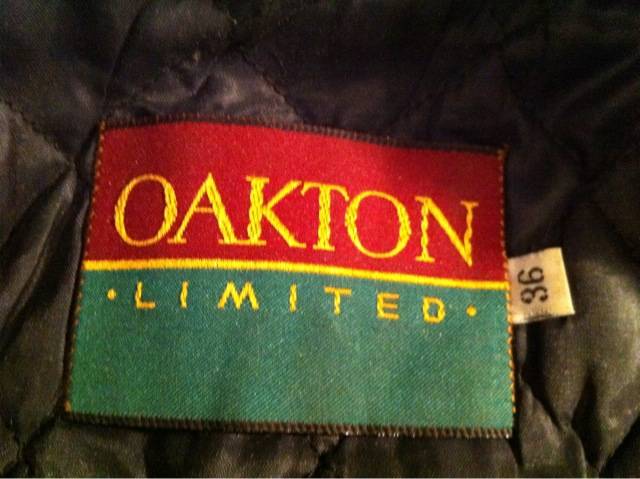 OAKTON
· LIMITED ·
36